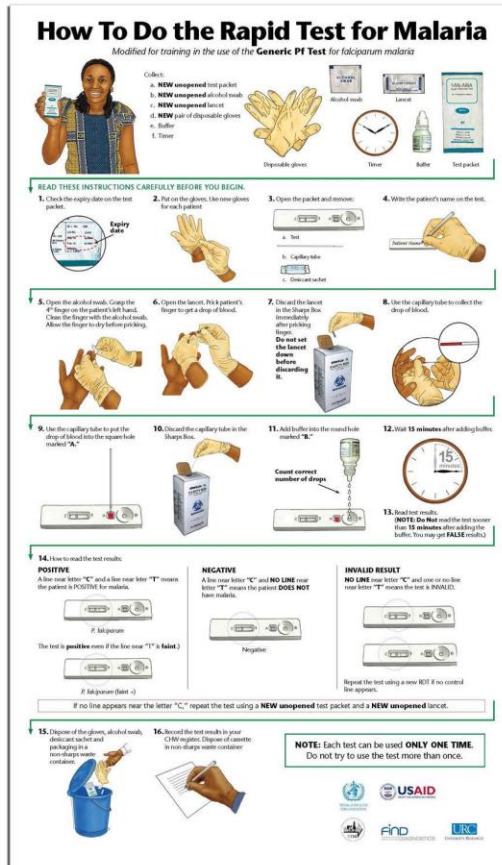 How To Do the Rapid Test for Malaria
Modified for training in the use of the Generic Pf Test for falciparum malaria
Collect:
a. NEW unopened test packet
b. NEW unopened alcohol swab
c. NEW unopened lancet
d. NEW pair of disposable gloves
e. Buffer
f. Timer
Disposable gloves
Alcohol swab
Lancet
Timer
Buffer
Test packet
MALARIA
READ THESE INSTRUCTIONS CAREFULLY BEFORE YOU BEGIN.
1. Check the expiry date on the test
packet.
Expiry
date
2. Put on the gloves. Use new gloves
for each patient
3. Open the packet and remove:
a. Test
b. Capillary tube
c. Desiccant sachet
4. Write the patient's name on the test.
Patient Name
5. Open the alcohol swab. Grasp the
4th finger on the patient's left hand.
Clean the finger with the alcohol swab.
Allow the finger to dry before pricking.
6. Open the lancet. Prick patient's
finger to get a drop of blood.
7. Discard the lancet
in the Sharps Box
immediately
after pricking
finger.
Do not set
the lancet
down
before
discarding
it.
8. Use the capillary tube to collect the
drop of blood.
9. Use the capillary tube to put the
drop of blood into the square hole
marked "A."
10. Discard the capillary tube in the
Sharps Box.
11. Add buffer into the round hole
marked "B."
Count correct
number of drops
12. Wait 15 minutes after adding buffer.
15
minutes
13. Read test results.
(NOTE: Do Not read the test sooner
than 15 minutes after adding the
buffer. You may get FALSE results.)
14. How to read the test results:
POSITIVE
A line near letter "C" and a line near letter "T" means
the patient is POSITIVE for malaria.
P. falciparum
The test is positive even if the line near "T" is faint.)
P. falciparum (faint +)
NEGATIVE
A line near letter "C" and NO LINE near
letter "T" means the patient DOES NOT
have malaria.
Negative
INVALID RESULT
NO LINE near letter "C" and one or no line
near letter "T" means the test is INVALID.
Repeat the test using a new RDT if no control
line appears.
If no line appears near the letter "C," repeat the test using a NEW unopened test packet and a NEW unopened lancet.
15. Dispose of the gloves, alcohol swab,
desiccant sachet and
packaging in a
non-sharps waste
container.
16. Record the test results in your
CHW register. Dispose of cassette
in non-sharps waste container
NOTE: Each test can be used ONLY ONE TIME.
Do not try to use the test more than once.
USAID
FIND
DIAGNOSTICS
URC